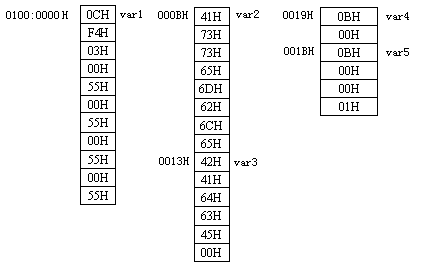 0100:0000H 0CH var1
F4H
03H
00H
55H
00H
55H
00H
55H
00H
55H
000BH 41H var2
73H
73H
65H
6DH
62H
6CH
65H
0013H 42H var3
41H
64H
63H
45H
00H
0019H 0BH var4
00H
001BH 0BH var5
00H
00H
01H